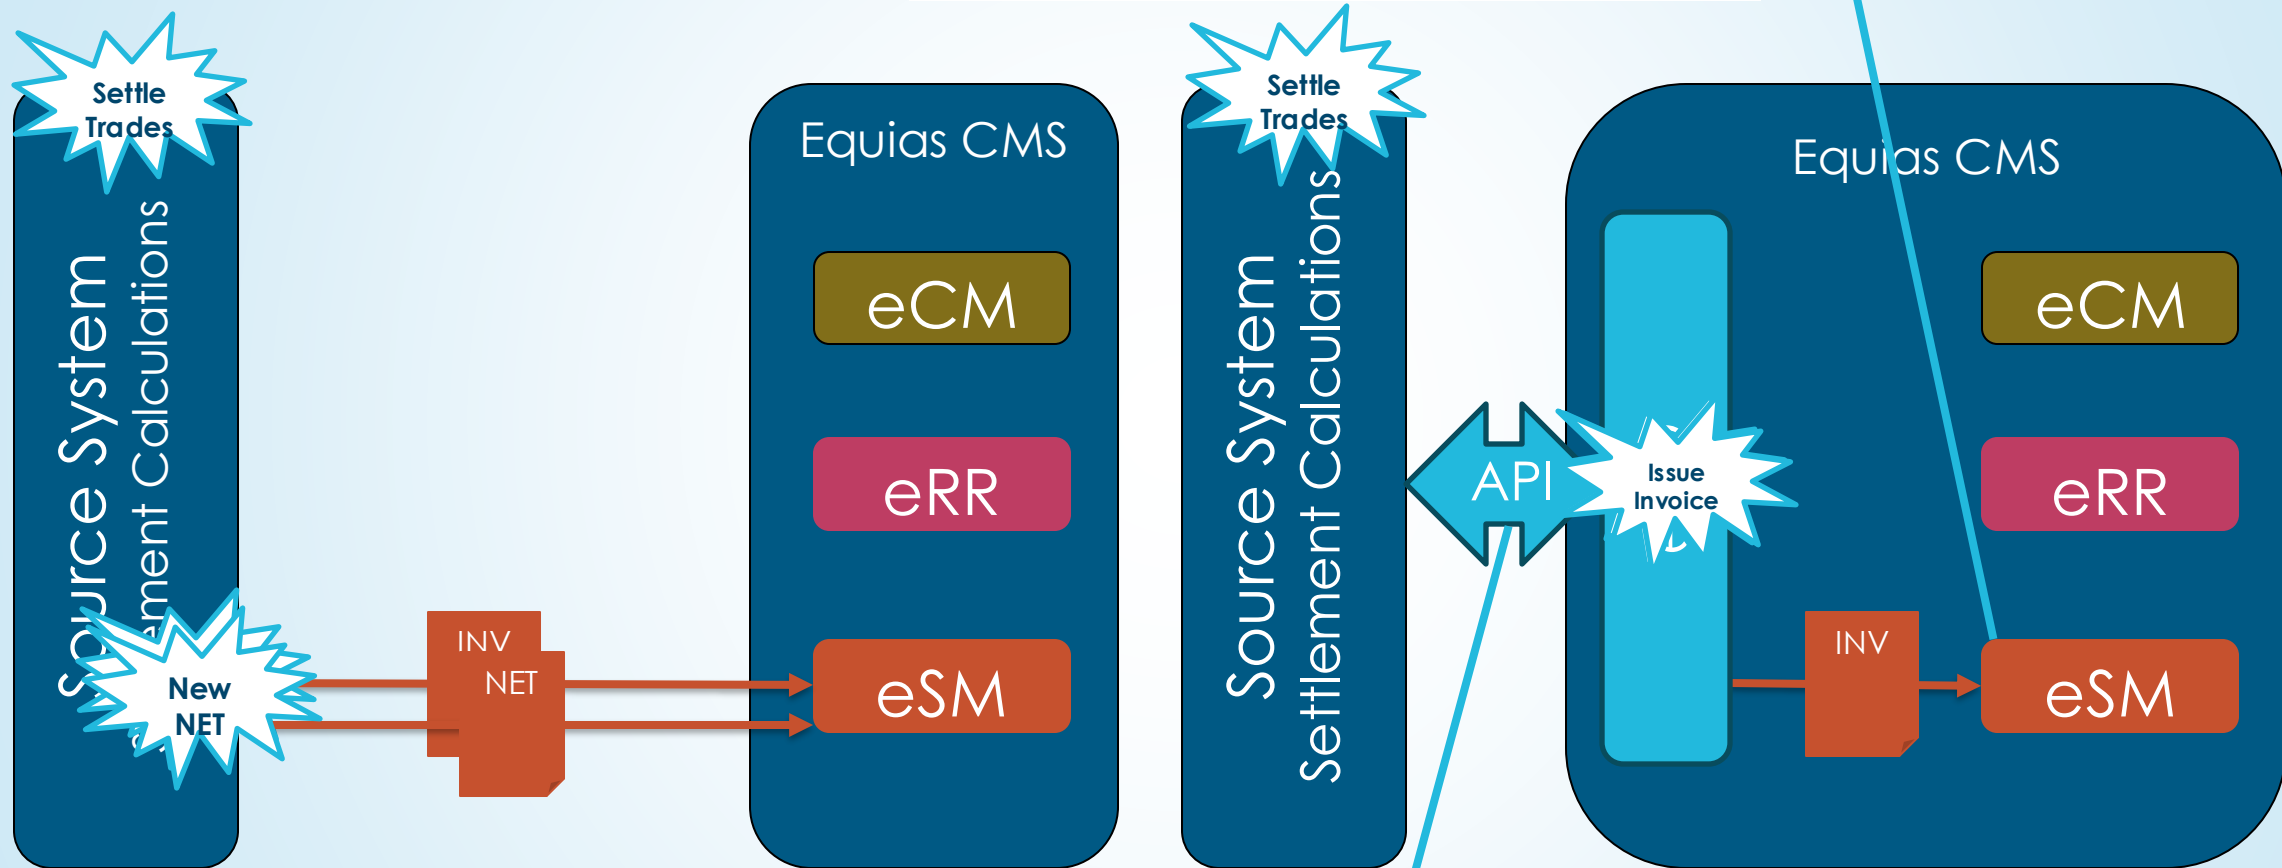 Settle
Trades
Source System
ement Calculations
New
NET
INV
NET
Equias CMS
eCM
eRR
eSM
Settle
Trades
Source System
Settlement Calculations
API
Issue
Invoice
Equias CMS
eCM
eRR
INV
eSM